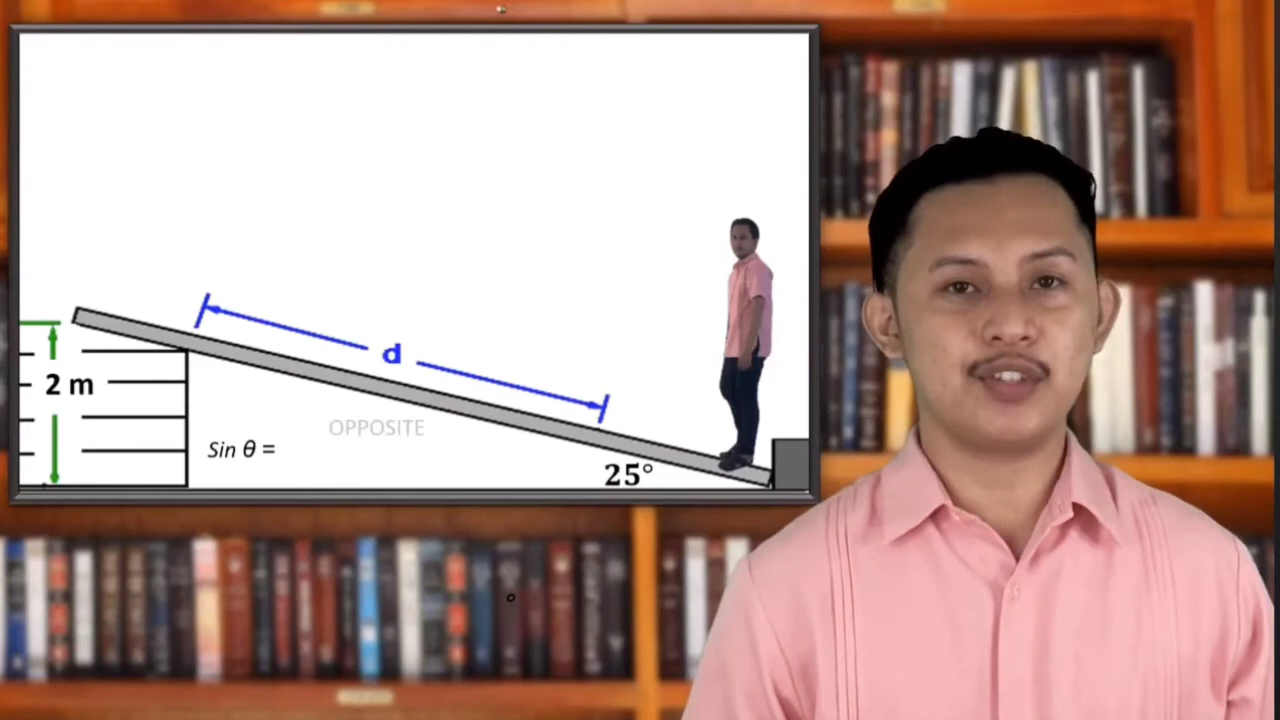 d
2 m
OPPOSITE
Sin θ =
25°